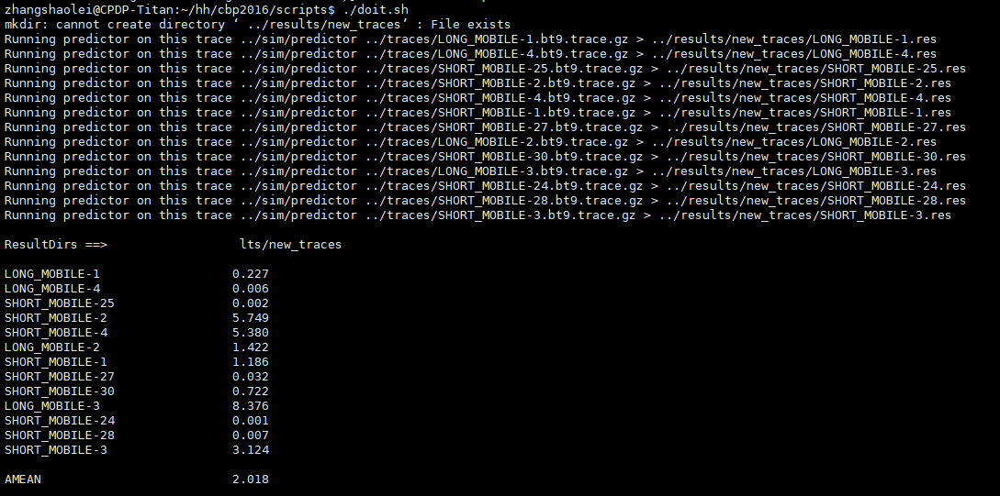 zhangshaolei@CPDP-Titan:~/hh/cbp2016/scripts$ ./doit.sh
mkdir: cannot create directory ‘ ../results/new_traces’ : File exists
Running predictor on this trace ../sim/predictor ../traces/LONG_MOBILE-1.bt9.trace.gz > ../results/new_traces/LONG_MOBILE-1.res
Running predictor on this trace ../sim/predictor ../traces/LONG_MOBILE-4.bt9.trace.gz > ../results/new_traces/LONG_MOBILE-4.res
Running predictor on this trace ../sim/predictor ../traces/SHORT_MOBILE-25.bt9.trace.gz > ../results/new_traces/SHORT_MOBILE-25.res
Running predictor on this trace ../sim/predictor ../traces/SHORT_MOBILE-2.bt9.trace.gz > ../results/new_traces/SHORT_MOBILE-2.res
Running predictor on this trace ../sim/predictor ../traces/SHORT_MOBILE-4.bt9.trace.gz > ../results/new_traces/SHORT_MOBILE-4.res
Running predictor on this trace ../sim/predictor ../traces/SHORT_MOBILE-1.bt9.trace.gz > ../results/new_traces/SHORT_MOBILE-1.res
Running predictor on this trace ../sim/predictor ../traces/SHORT_MOBILE-27.bt9.trace.gz > ../results/new_traces/SHORT_MOBILE-27.res
Running predictor on this trace ../sim/predictor ../traces/LONG_MOBILE-2.bt9.trace.gz > ../results/new_traces/LONG_MOBILE-2.res
Running predictor on this trace ../sim/predictor ../traces/SHORT_MOBILE-30.bt9.trace.gz > ../results/new_traces/SHORT_MOBILE-30.res
Running predictor on this trace ../sim/predictor ../traces/LONG_MOBILE-3.bt9.trace.gz > ../results/new_traces/LONG_MOBILE-3.res
Running predictor on this trace ../sim/predictor ../traces/SHORT_MOBILE-24.bt9.trace.gz > ../results/new_traces/SHORT_MOBILE-24.res
Running predictor on this trace ../sim/predictor ../traces/SHORT_MOBILE-28.bt9.trace.gz > ../results/new_traces/SHORT_MOBILE-28.res
Running predictor on this trace ../sim/predictor ../traces/SHORT_MOBILE-3.bt9.trace.gz > ../results/new_traces/SHORT_MOBILE-3.res
ResultDirs ==> lts/new_traces
LONG_MOBILE-1 0.227
LONG_MOBILE-4 0.006
SHORT_MOBILE-25 0.002
SHORT_MOBILE-2 5.749
SHORT_MOBILE-4 5.380
LONG_MOBILE-2 1.422
SHORT_MOBILE-1 1.186
SHORT_MOBILE-27 0.032
SHORT_MOBILE-30 0.722
LONG_MOBILE-3 8.376
SHORT_MOBILE-24 0.001
SHORT_MOBILE-28 0.007
SHORT_MOBILE-3 3.124
AMEAN 2.018